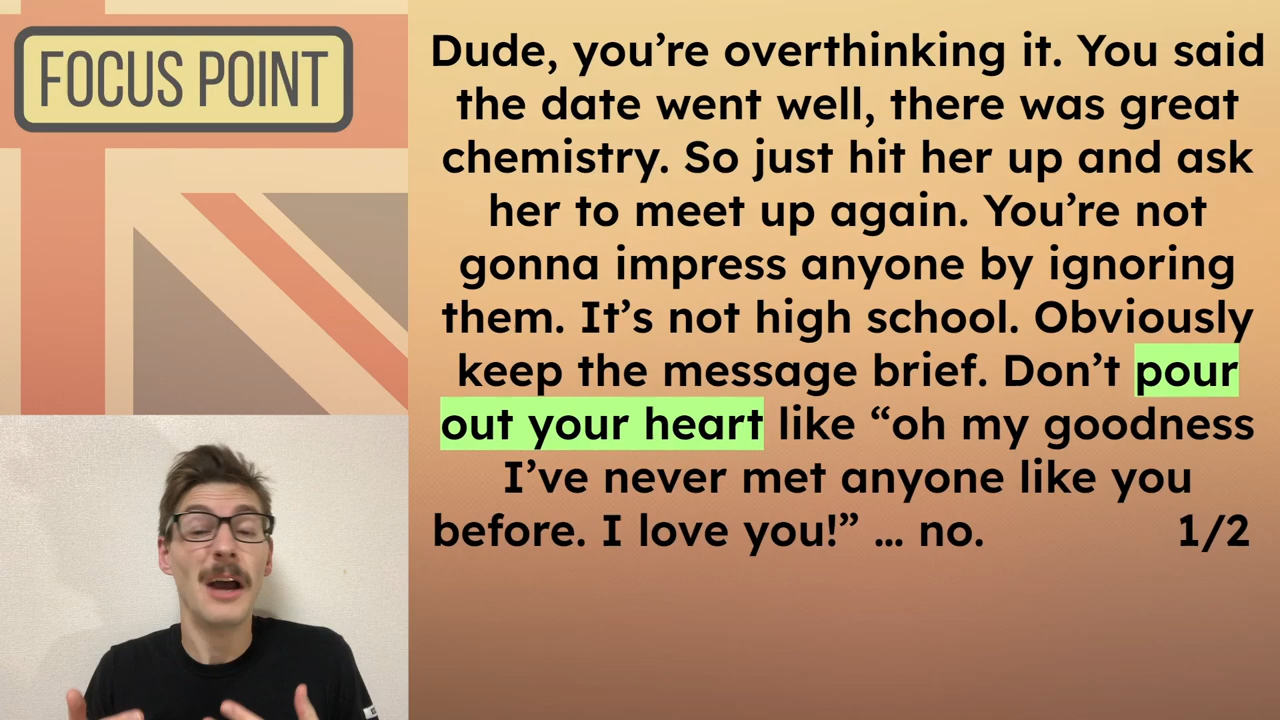 FOCUS POINT
Dude, you’re overthinking it. You said
the date went well, there was great
chemistry. So just hit her up and ask
her to meet up again. You’re not
gonna impress anyone by ignoring
them. It’s not high school. Obviously
keep the message brief. Don’t pour
out your heart like “oh my goodness
I’ve never met anyone like you
before. I love you!” ... no. 1/2